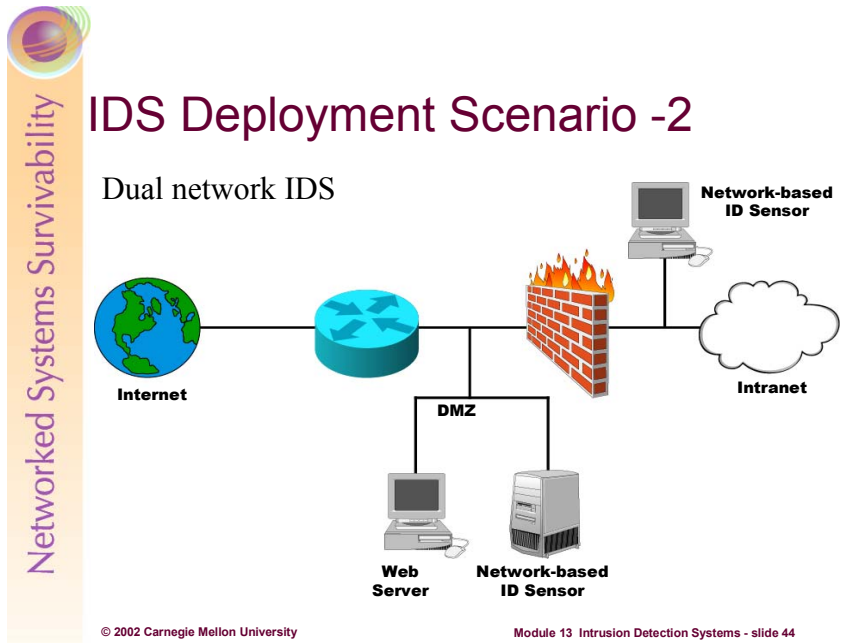 Networked Systems Survivability
IDS Deployment Scenario -2
Dual network IDS
Network-based
ID Sensor
Internet
Intranet
DMZ
Web
Server
Network-based
ID Sensor
© 2002 Carnegie Mellon University
Module 13 Intrusion Detection Systems - slide 44